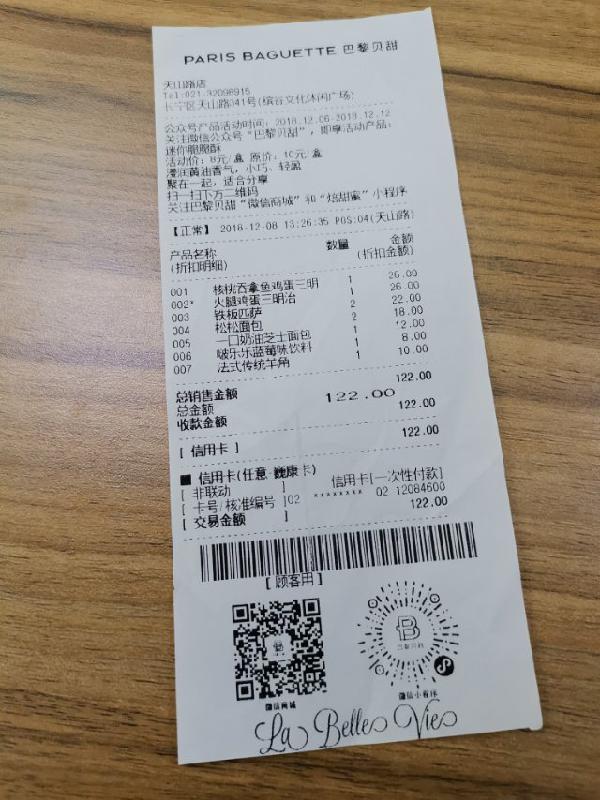 PARIS BAGUETTE 巴黎贝甜
天山路店
Tel:021-32098915
长宁区天山路341号(缤谷文化休闲广场)
公众号产品活动时间: 2018.12.06-2018.12.12
关注微信公众号“巴黎贝甜”, 即享活动产品:
迷你脆脆酥
活动价: 8元/盒 原价: 10元/盒
浸润黄油香气, 小巧、轻盈
聚在一起, 适合分享
扫一扫下方二维码
关注巴黎贝甜“微信商城”和“焙甜蜜”小程序
【正常】 2018-12-08 13:26:35 POS:04(天山路)
产品名称 数量 金额
(折扣明细) (折扣金额)
001 核桃吞拿鱼鸡蛋三明 1 26.00
002* 火腿鸡蛋三明治 1 26.00
003 铁板匹萨 2 22.00
004 松松面包 2 18.00
005 一口奶油芝士面包 1 12.00
006 啵乐乐蓝莓味饮料 1 8.00
007 法式传统羊角 1 10.00
总销售金额 122.00
总金额 122.00
收款金额 122.00
[ 信用卡 ] 122.00
■ 信用卡(任意·魏康卡)
[ 非联动 ] 信用卡[一次性付款]
[ 卡号/核准编号 ]02 ******** 02 12084600
[ 交易金额 ] 122.00
[ 顾客用 ]
巴黎贝甜
微信商城 微信小程序
La Belle Vie